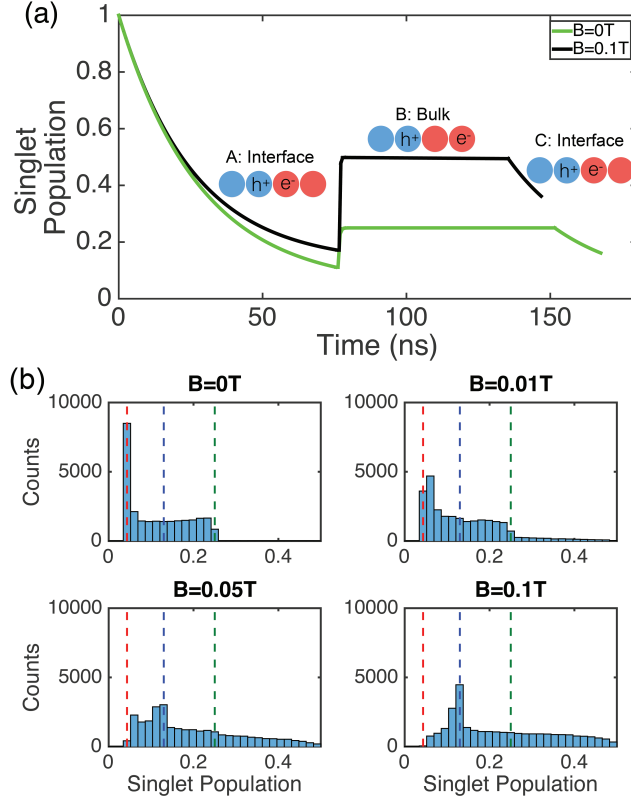 (a)
B=0T
B=0.1T
A: Interface
h+ e-
B: Bulk
h+ e-
C: Interface
h+ e-
Singlet
Population
1
0.8
0.6
0.4
0.2
0
0 50 100 150
Time (ns)
(b)
B=0T
B=0.01T
Counts
10000
5000
0
0 0.2 0.4
10000
5000
0
0 0.2 0.4
B=0.05T
B=0.1T
Counts
10000
5000
0
0 0.2 0.4
Singlet Population
10000
5000
0
0 0.2 0.4
Singlet Population